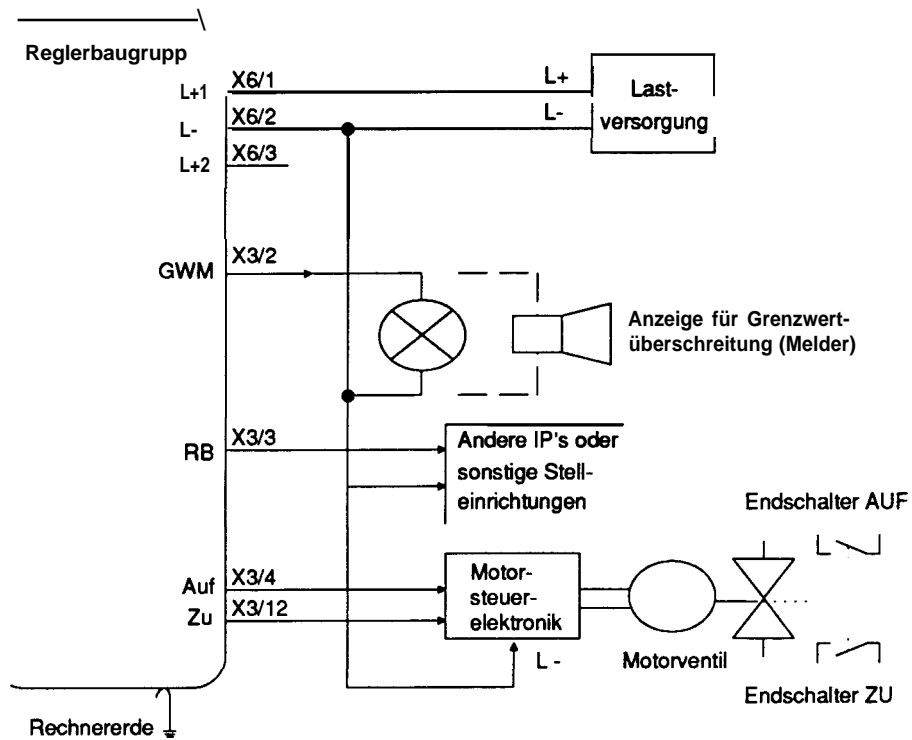 Reglerbaugrupp
L+1 X6/1 L+
L- X6/2 L-
L+2 X6/3
Last-
versorgung
GWM X3/2
Anzeige für Grenzwert-
überschreitung (Melder)
RB X3/3
Andere IP's oder
sonstige Stell-
einrichtungen
Endschalter AUF
Auf X3/4
Zu X3/12
Motor-
steuer-
elektronik
L -
Motorventil
Endschalter ZU
Rechnererde